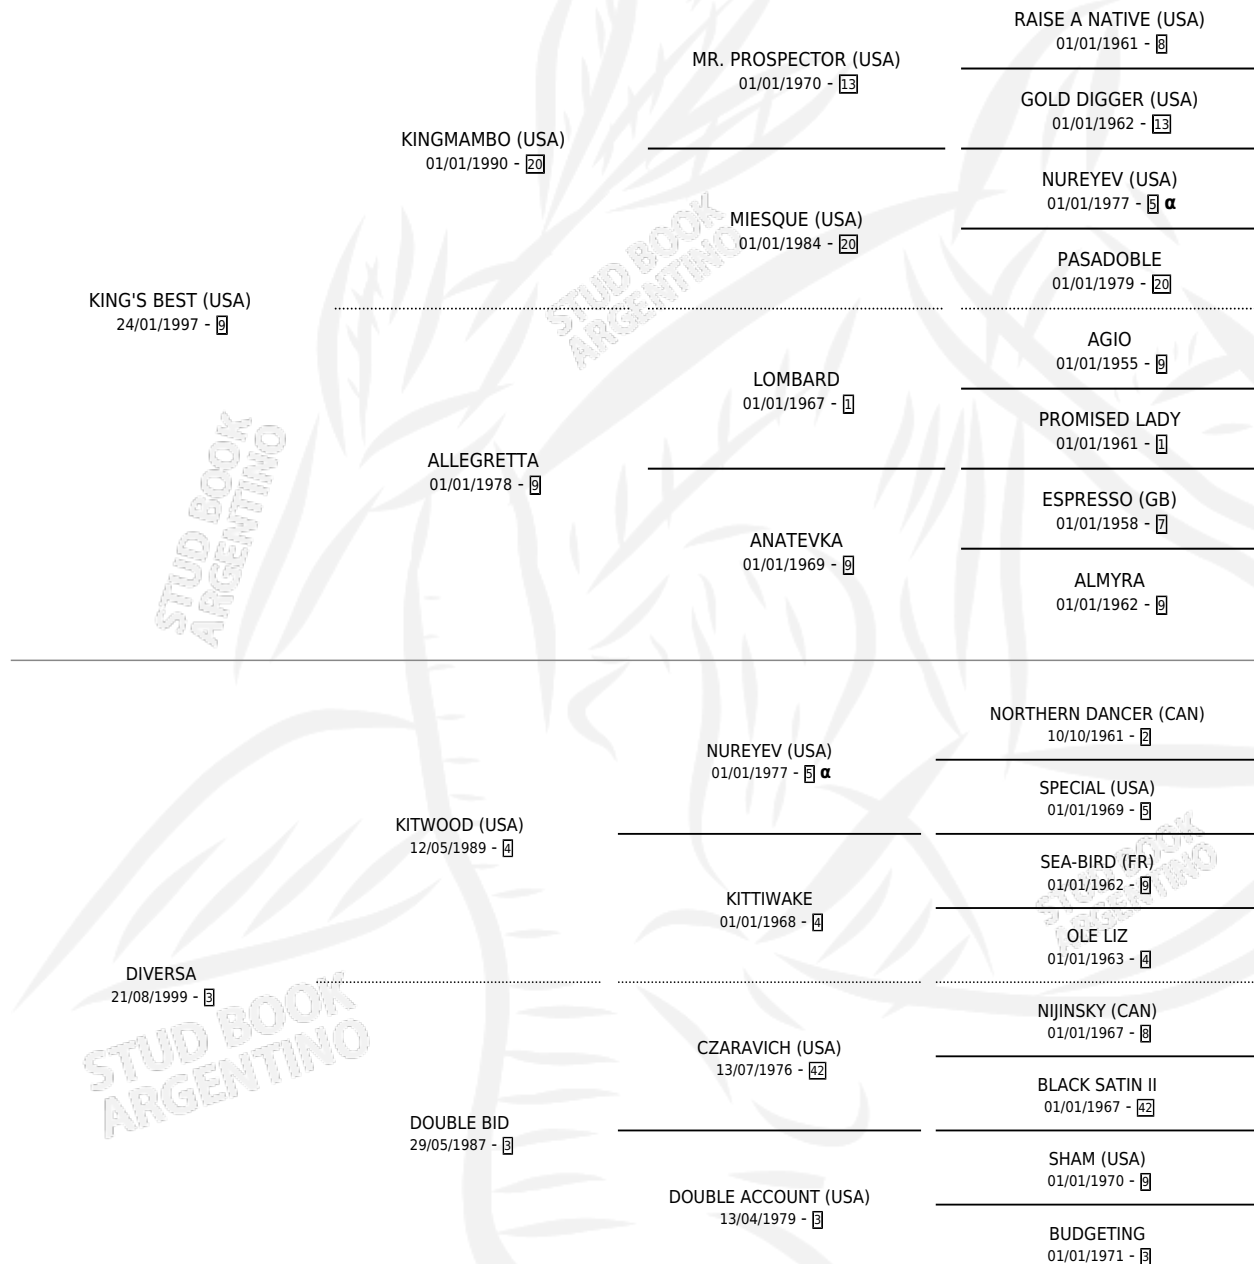 RAISE A NATIVE (USA)
01/01/1961 - 8
MR. PROSPECTOR (USA)
01/01/1970 - 13
GOLD DIGGER (USA)
01/01/1962 - 13
KINGMAMBO (USA)
01/01/1990 - 20
NUREYEV (USA)
01/01/1977 - 5 α
MIESQUE (USA)
01/01/1984 - 20
PASADOBLE
01/01/1979 - 20
KING'S BEST (USA)
24/01/1997 - 9
AGIO
01/01/1955 - 9
LOMBARD
01/01/1967 - 1
PROMISED LADY
01/01/1961 - 1
ALLEGRETTA
01/01/1978 - 9
ESPRESSO (GB)
01/01/1958 - 7
ANATEVKA
01/01/1969 - 9
ALMYRA
01/01/1962 - 9
NORTHERN DANCER (CAN)
10/10/1961 - 2
NUREYEV (USA)
01/01/1977 - 5 α
SPECIAL (USA)
01/01/1969 - 5
KITWOOD (USA)
12/05/1989 - 4
SEA-BIRD (FR)
01/01/1962 - 9
KITTIWAKE
01/01/1968 - 4
OLE LIZ
01/01/1963 - 4
DIVERSA
21/08/1999 - 3
NIJINSKY (CAN)
01/01/1967 - 8
CZARAVICH (USA)
13/07/1976 - 42
BLACK SATIN II
01/01/1967 - 42
DOUBLE BID
29/05/1987 - 3
SHAM (USA)
01/01/1970 - 9
DOUBLE ACCOUNT (USA)
13/04/1979 - 3
BUDGETING
01/01/1971 - 3
STUD BOOK
ARGENTINO
STUD BOOK
ARGENTINO
STUD BOOK
ARGENTINO
STUD BOOK
ARGENTINO